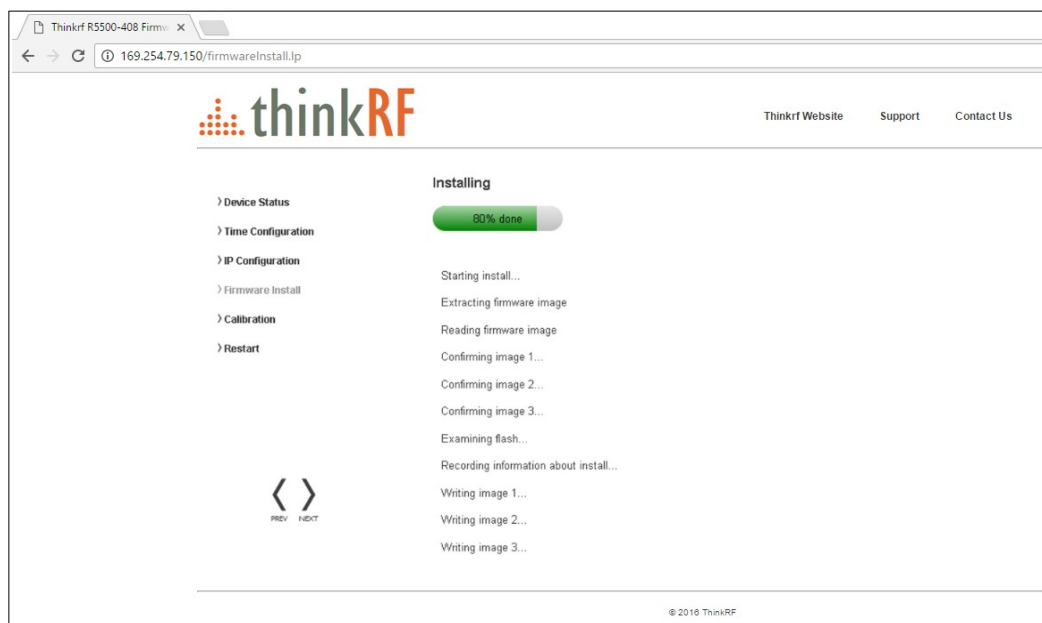 Thinkrf R5500-408 Firmw
169.254.79.150/firmwareInstall.lp
thinkRF
Thinkrf Website Support Contact Us
Device Status
Time Configuration
IP Configuration
Firmware Install
Calibration
Restart
PREV NEXT
Installing
80% done
Starting install...
Extracting firmware image
Reading firmware image
Confirming image 1...
Confirming image 2...
Confirming image 3...
Examining flash...
Recording information about install...
Writing image 1...
Writing image 2...
Writing image 3...
© 2016 ThinkRF